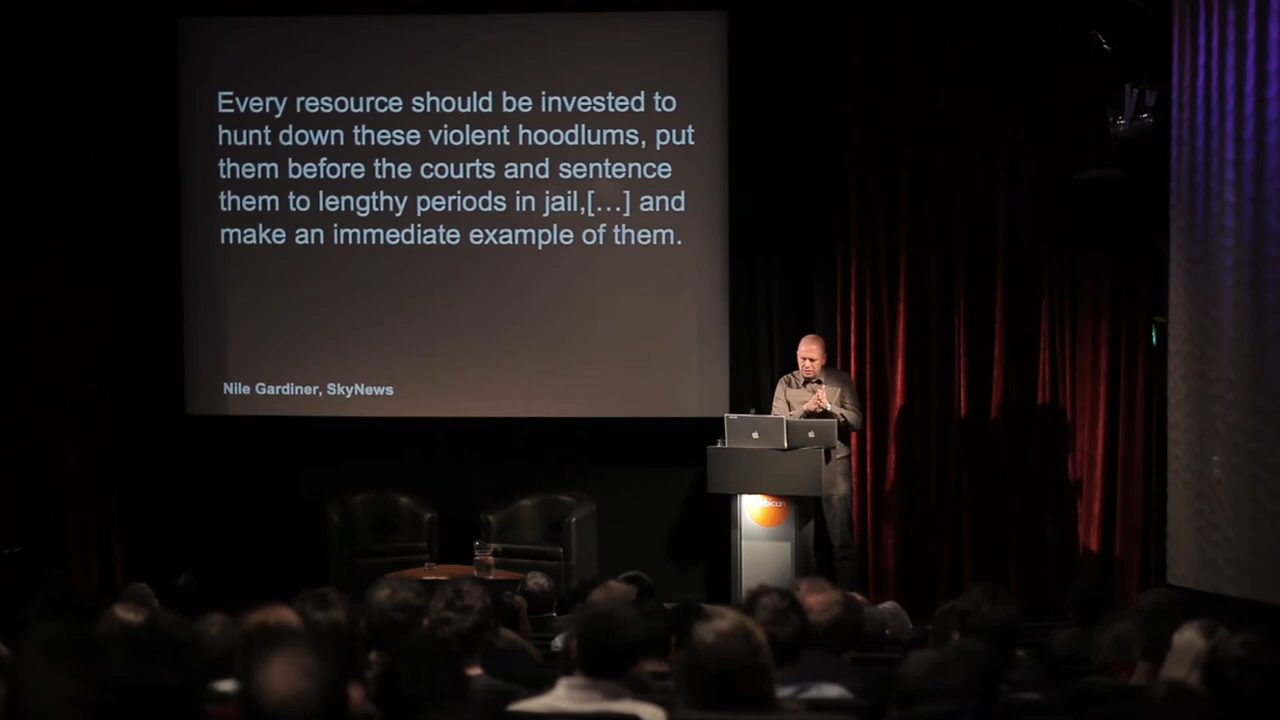 Every resource should be invested to
hunt down these violent hoodlums, put
them before the courts and sentence
them to lengthy periods in jail,[…] and
make an immediate example of them.
Nile Gardiner, SkyNews